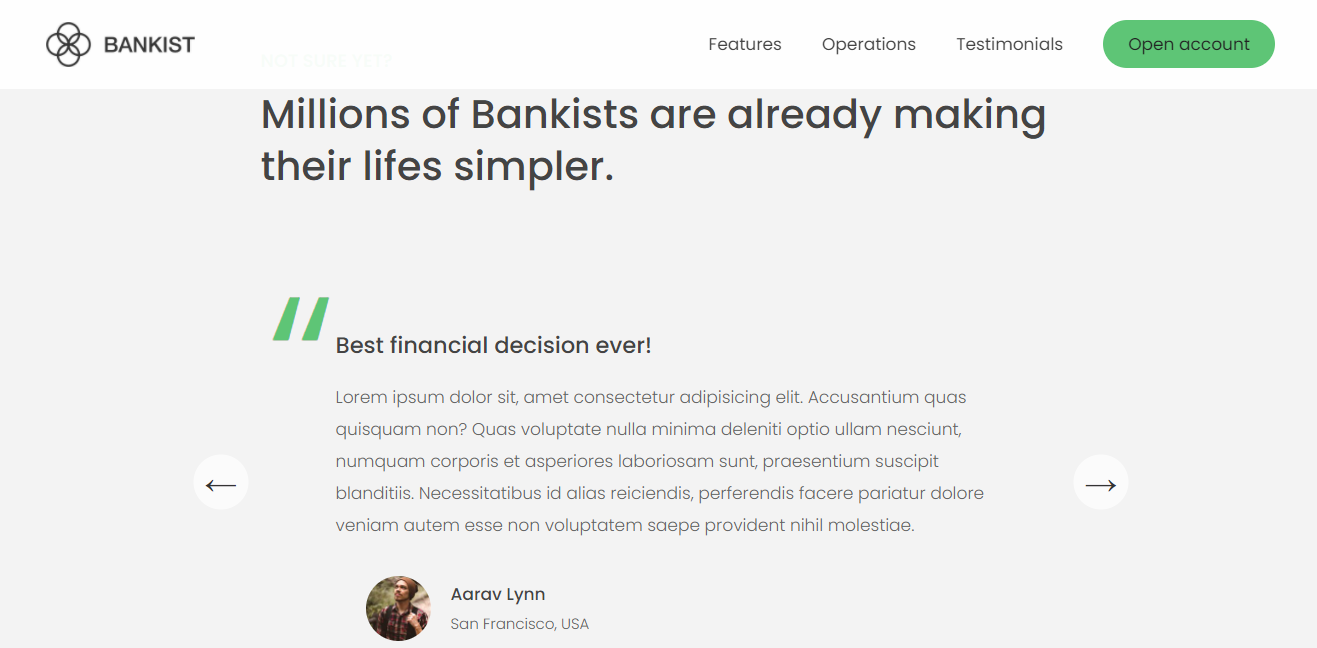 BANKIST
Features
Operations
Testimonials
Open account
NOT SURE YET?
Millions of Bankists are already making
their lifes simpler.
“
Best financial decision ever!
Lorem ipsum dolor sit, amet consectetur adipisicing elit. Accusantium quas
quisquam non? Quas voluptate nulla minima deleniti optio ullam nesciunt,
numquam corporis et asperiores laboriosam sunt, praesentium suscipit
blanditiis. Necessitatibus id alias reiciendis, perferendis facere pariatur dolore
veniam autem esse non voluptatem saepe provident nihil molestiae.
←
→
Aarav Lynn
San Francisco, USA